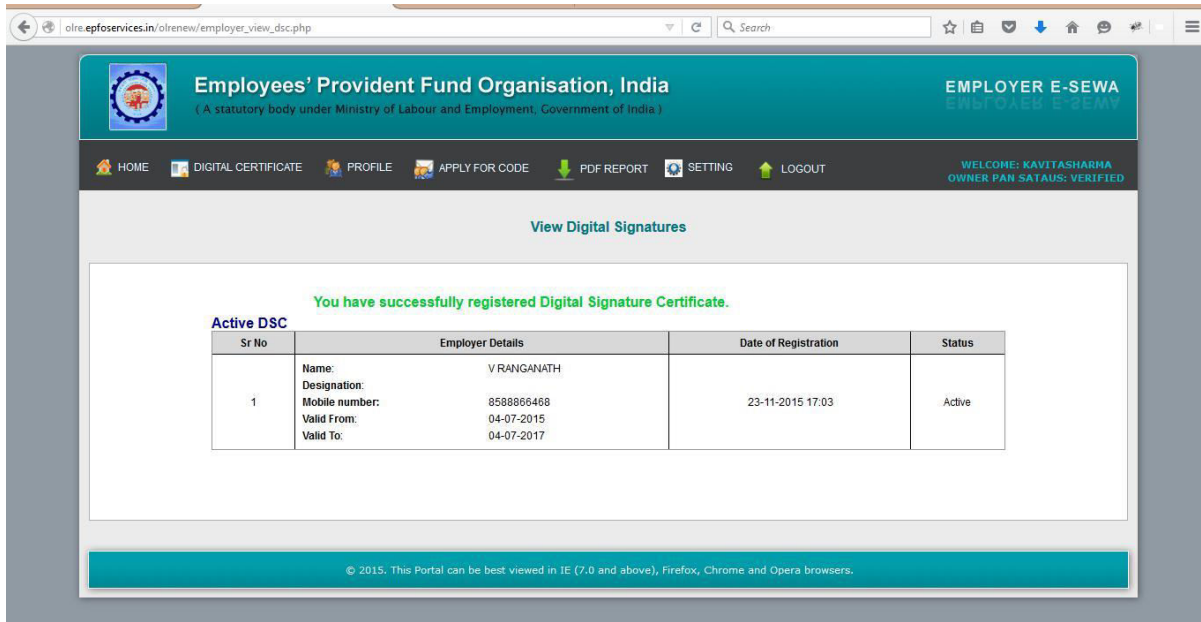 olre.epfoservices.in/olrenew/employer_view_dsc.php
Search
Employees' Provident Fund Organisation, India
( A statutory body under Ministry of Labour and Employment, Government of India )
EMPLOYER E-SEWA
HOME DIGITAL CERTIFICATE PROFILE APPLY FOR CODE PDF REPORT SETTING LOGOUT
WELCOME: KAVITASHARMA
OWNER PAN SATAUS: VERIFIED
View Digital Signatures
You have successfully registered Digital Signature Certificate.
Active DSC
Sr No Employer Details Date of Registration Status
Name: V RANGANATH
Designation:
1 Mobile number: 8588866468 23-11-2015 17:03 Active
Valid From: 04-07-2015
Valid To: 04-07-2017
© 2015. This Portal can be best viewed in IE (7.0 and above), Firefox, Chrome and Opera browsers.